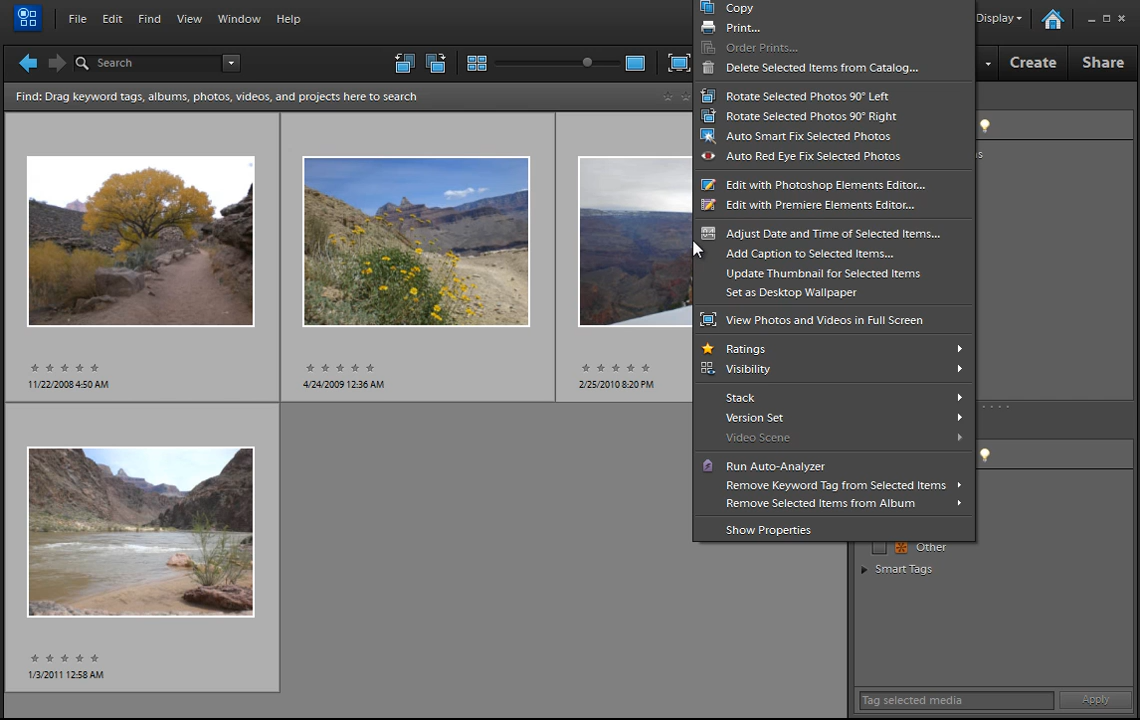 File Edit Find View Window Help
Display
Search
Create Share
Find: Drag keyword tags, albums, photos, videos, and projects here to search
Copy
Print...
Order Prints...
Delete Selected Items from Catalog...
Rotate Selected Photos 90° Left
Rotate Selected Photos 90° Right
Auto Smart Fix Selected Photos
Auto Red Eye Fix Selected Photos
Edit with Photoshop Elements Editor...
Edit with Premiere Elements Editor...
Adjust Date and Time of Selected Items...
Add Caption to Selected Items...
Update Thumbnail for Selected Items
Set as Desktop Wallpaper
View Photos and Videos in Full Screen
Ratings
Visibility
Stack
Version Set
Video Scene
Run Auto-Analyzer
Remove Keyword Tag from Selected Items
Remove Selected Items from Album
Show Properties
11/22/2008 4:50 AM
4/24/2009 12:36 AM
2/25/2010 8:20 PM
1/3/2011 12:58 AM
Other
Smart Tags
Tag selected media
Apply